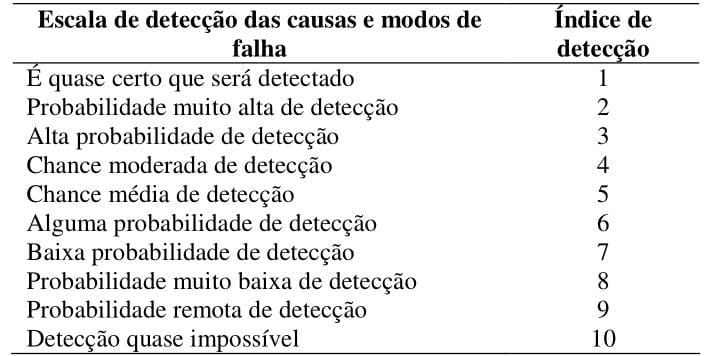 Escala de detecção das causas e modos de falha
Índice de detecção
É quase certo que será detectado 1
Probabilidade muito alta de detecção 2
Alta probabilidade de detecção 3
Chance moderada de detecção 4
Chance média de detecção 5
Alguma probabilidade de detecção 6
Baixa probabilidade de detecção 7
Probabilidade muito baixa de detecção 8
Probabilidade remota de detecção 9
Detecção quase impossível 10